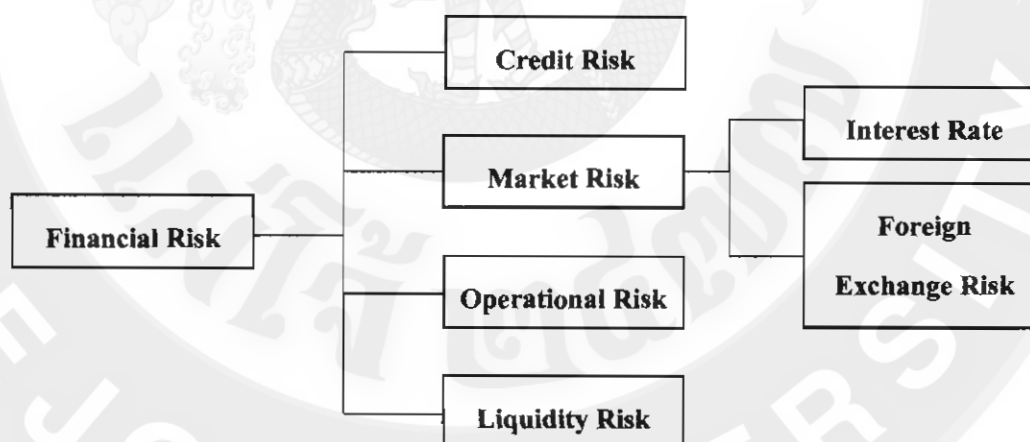 Credit Risk
Interest Rate
Market Risk
Foreign
Exchange Risk
Financial Risk
Operational Risk
Liquidity Risk